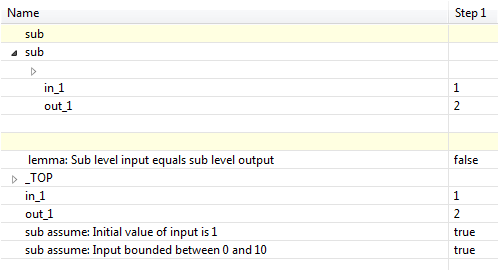 Name Step 1
sub
sub
in_1 1
out_1 2
lemma: Sub level input equals sub level output false
_TOP
in_1 1
out_1 2
sub assume: Initial value of input is 1 true
sub assume: Input bounded between 0 and 10 true